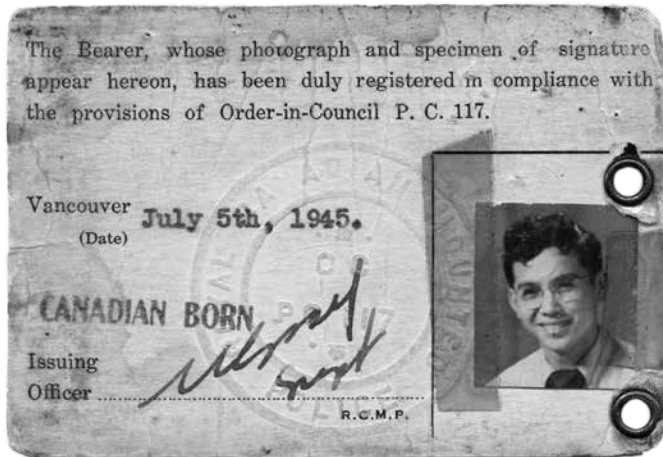 The Bearer, whose photograph and specimen of signature
appear hereon, has been duly registered in compliance with
the provisions of Order-in-Council P. C. 117.
Vancouver July 5th, 1945.
(Date)
CANADIAN BORN
Issuing
Officer
R.C.M.P.